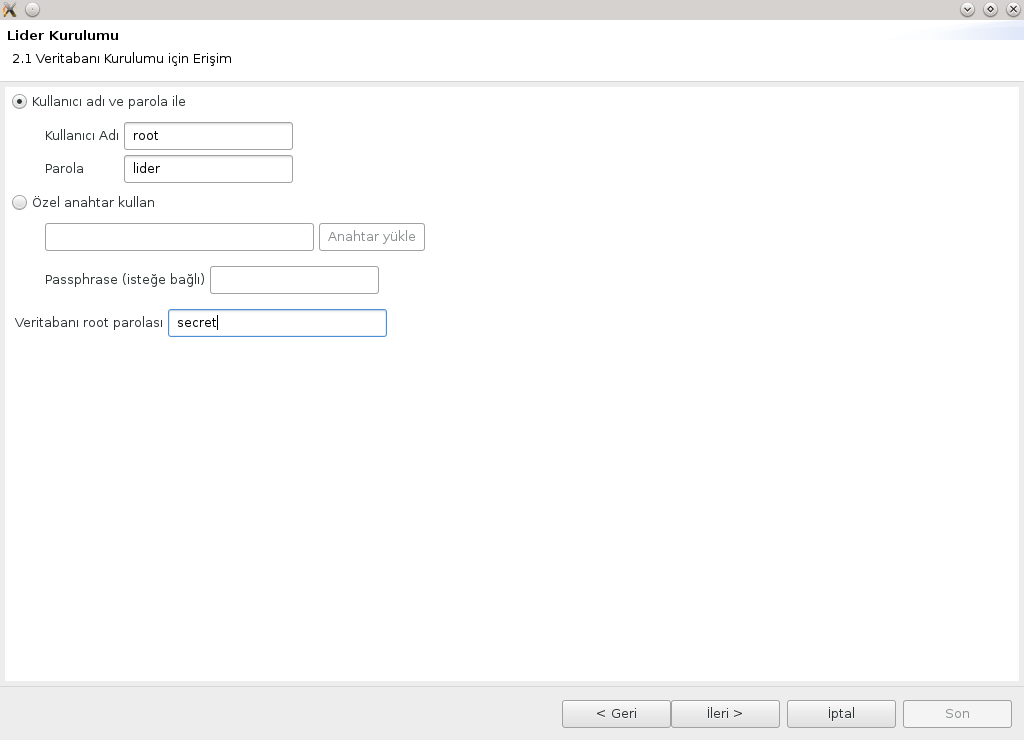 Lider Kurulumu
2.1 Veritabanı Kurulumu için Erişim
Kullanıcı adı ve parola ile
Kullanıcı Adı root
Parola lider
Özel anahtar kullan
Anahtar yükle
Passphrase (isteğe bağlı)
Veritabanı root parolası secret
< Geri İleri > İptal Son